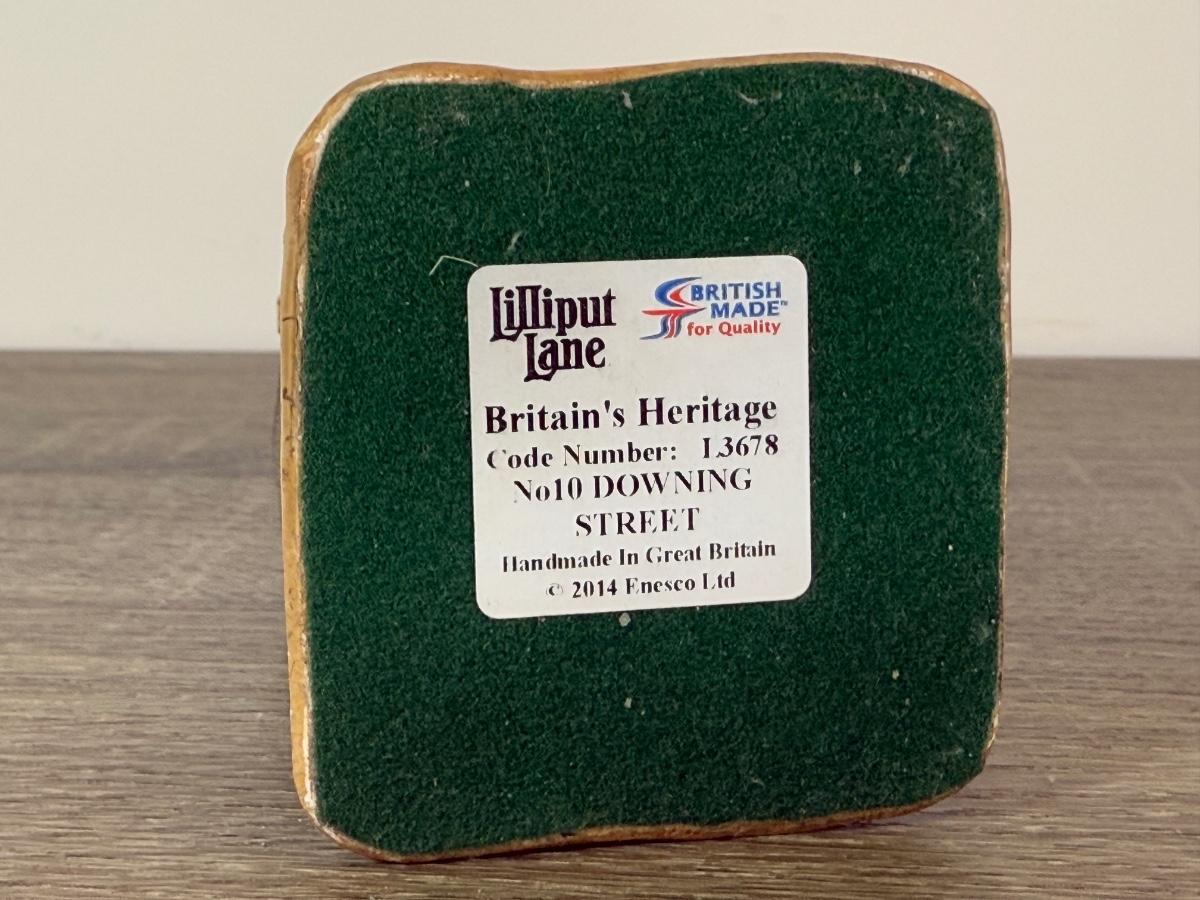 Lilliput
Lane
BRITISH
MADE™
for Quality
Britain's Heritage
Code Number: L3678
No10 DOWNING
STREET
Handmade In Great Britain
© 2014 Enesco Ltd